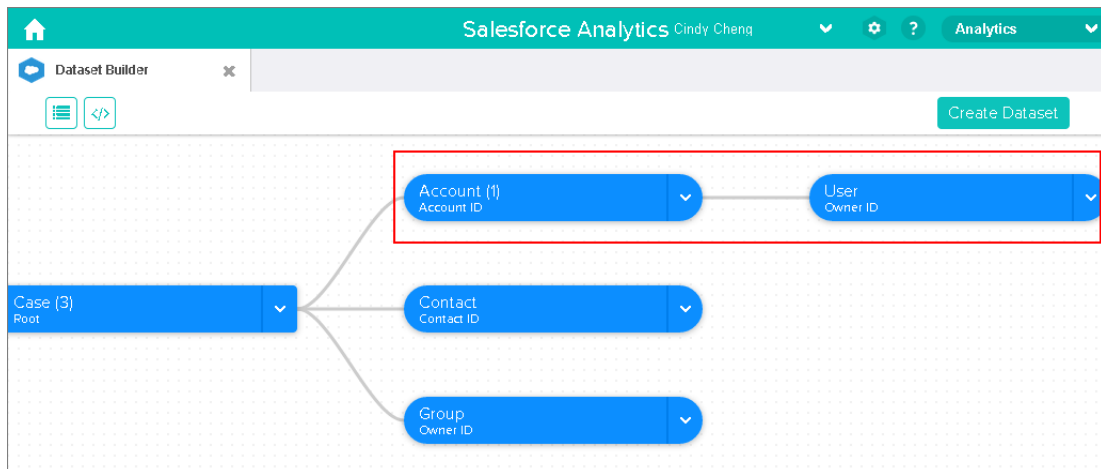 Salesforce Analytics Cindy Cheng ? Analytics
Dataset Builder
</> Create Dataset
Account (1)
Account ID
User
Owner ID
Case (3)
Root
Contact
Contact ID
Group
Owner ID